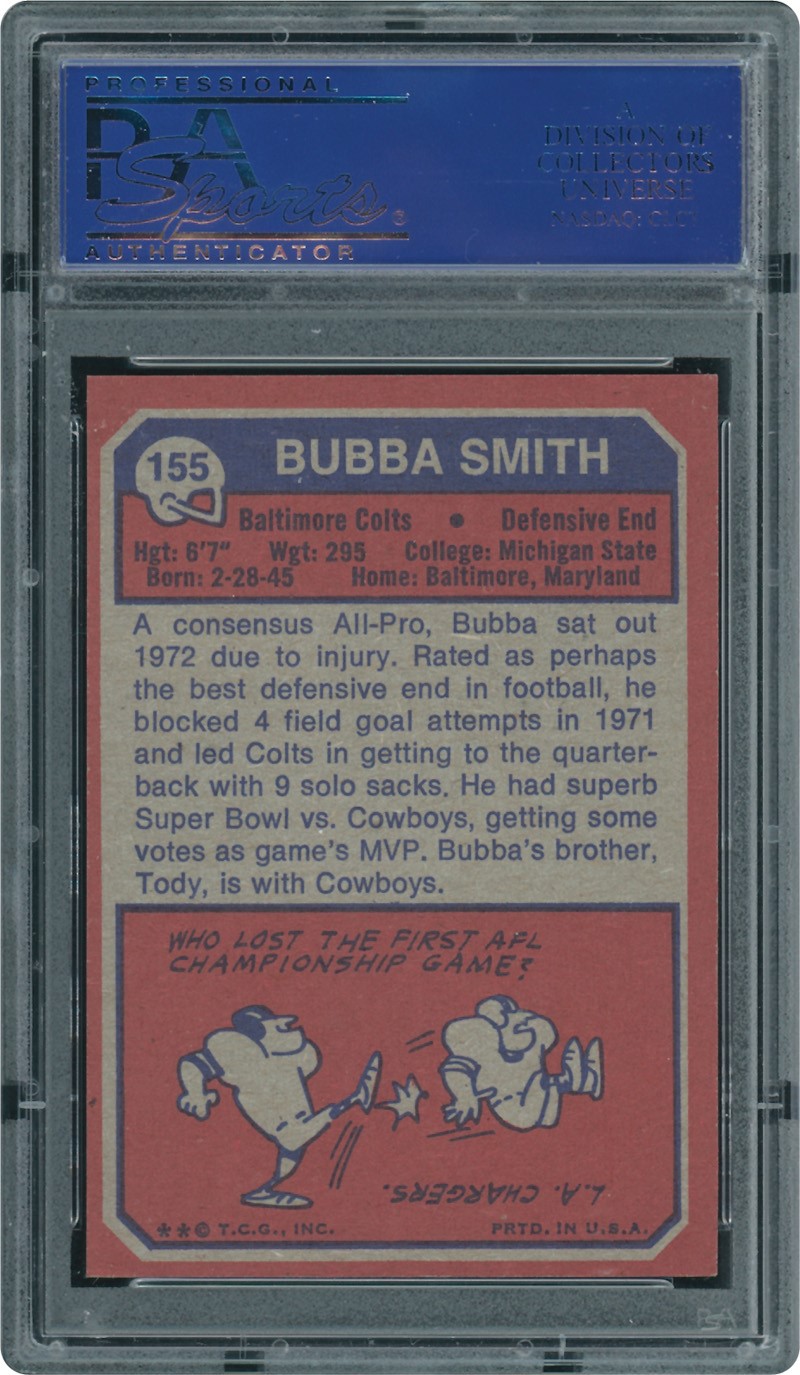 PROFESSIONAL
PSA
Sports
AUTHENTICATOR
A
DIVISION OF
COLLECTORS
UNIVERSE
NASDAQ: CLCT
155
BUBBA SMITH
Baltimore Colts • Defensive End
Hgt: 6'7" Wgt: 295 College: Michigan State
Born: 2-28-45 Home: Baltimore, Maryland
A consensus All-Pro, Bubba sat out
1972 due to injury. Rated as perhaps
the best defensive end in football, he
blocked 4 field goal attempts in 1971
and led Colts in getting to the quarter-
back with 9 solo sacks. He had superb
Super Bowl vs. Cowboys, getting some
votes as game's MVP. Bubba's brother,
Tody, is with Cowboys.
WHO LOST THE FIRST AFL
CHAMPIONSHIP GAME?
L.A. CHARGERS.
**© T.C.G., INC. PRTD. IN U.S.A.
PSA